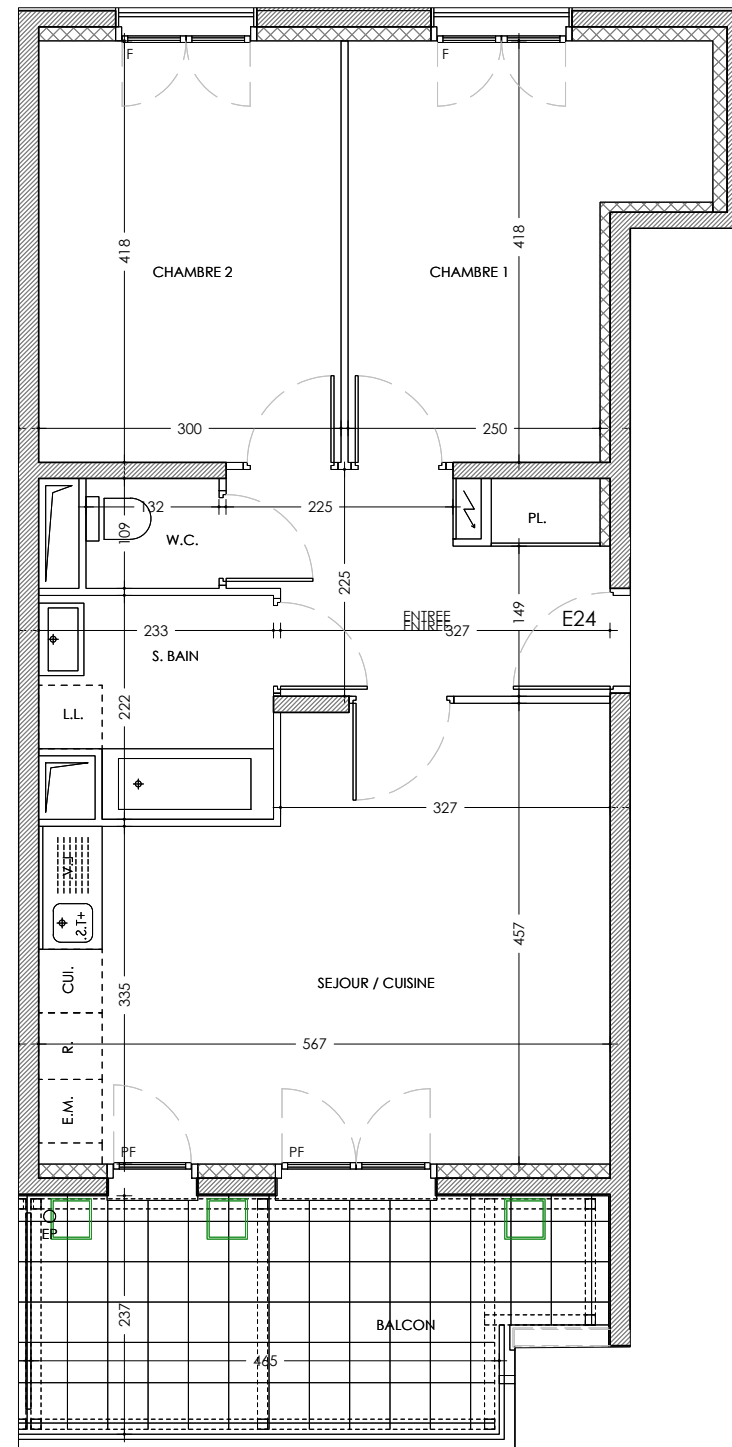 F
F
418
418
CHAMBRE 2
CHAMBRE 1
300
250
132
225
109
W.C.
PL.
225
149
ENTREE
ENTREE
E24
233
327
S. BAIN
222
L.L.
327
V.L
+T.S.
CUI.
457
SEJOUR / CUISINE
335
567
R.
E.M.
PF
PF
EP
237
BALCON
465